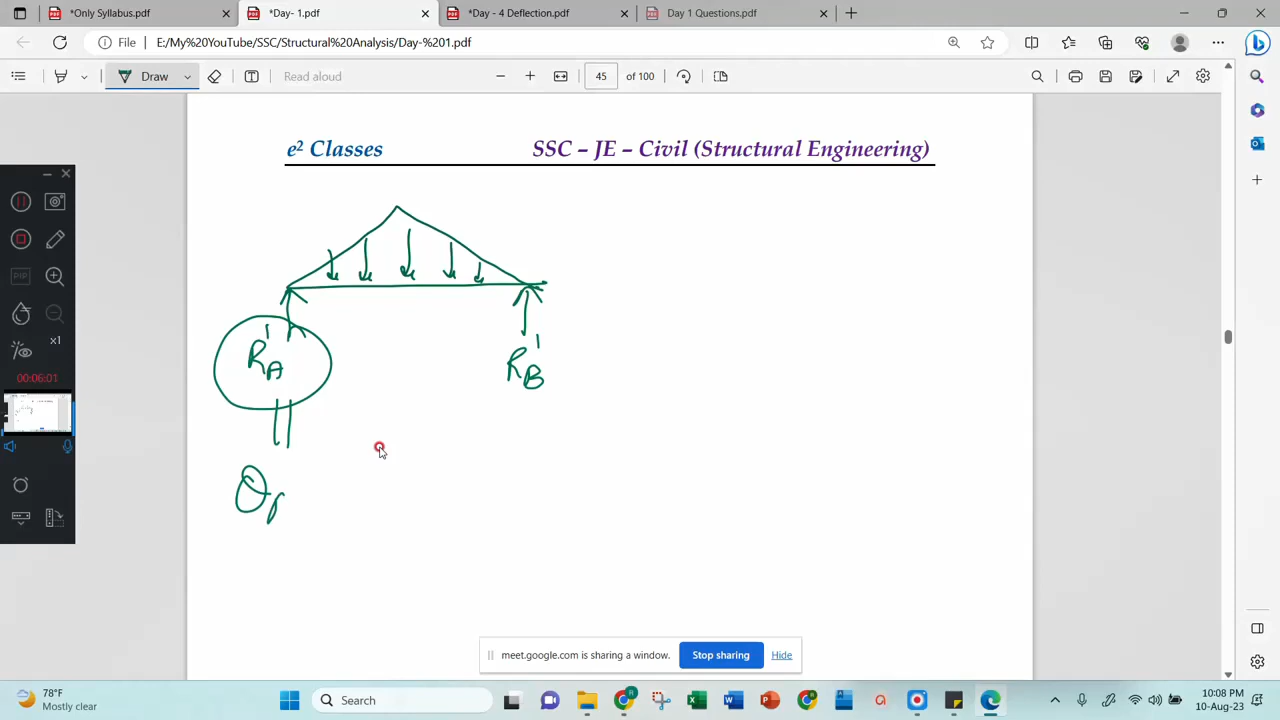 *Only Syllabus.pdf
*Day- 1.pdf
*Day - 4 Deflection.pdf
Day 1 Questions.pdf
File
E:/My%20YouTube/SSC/Structural%20Analysis/Day-%201.pdf
Draw
Read aloud
45
of 100
e² Classes
SSC – JE – Civil (Structural Engineering)
PIP
x1
00:06:01
R'A
R'B
meet.google.com is sharing a window.
Stop sharing
Hide
78°F
Mostly clear
Search
10:08 PM
10-Aug-23